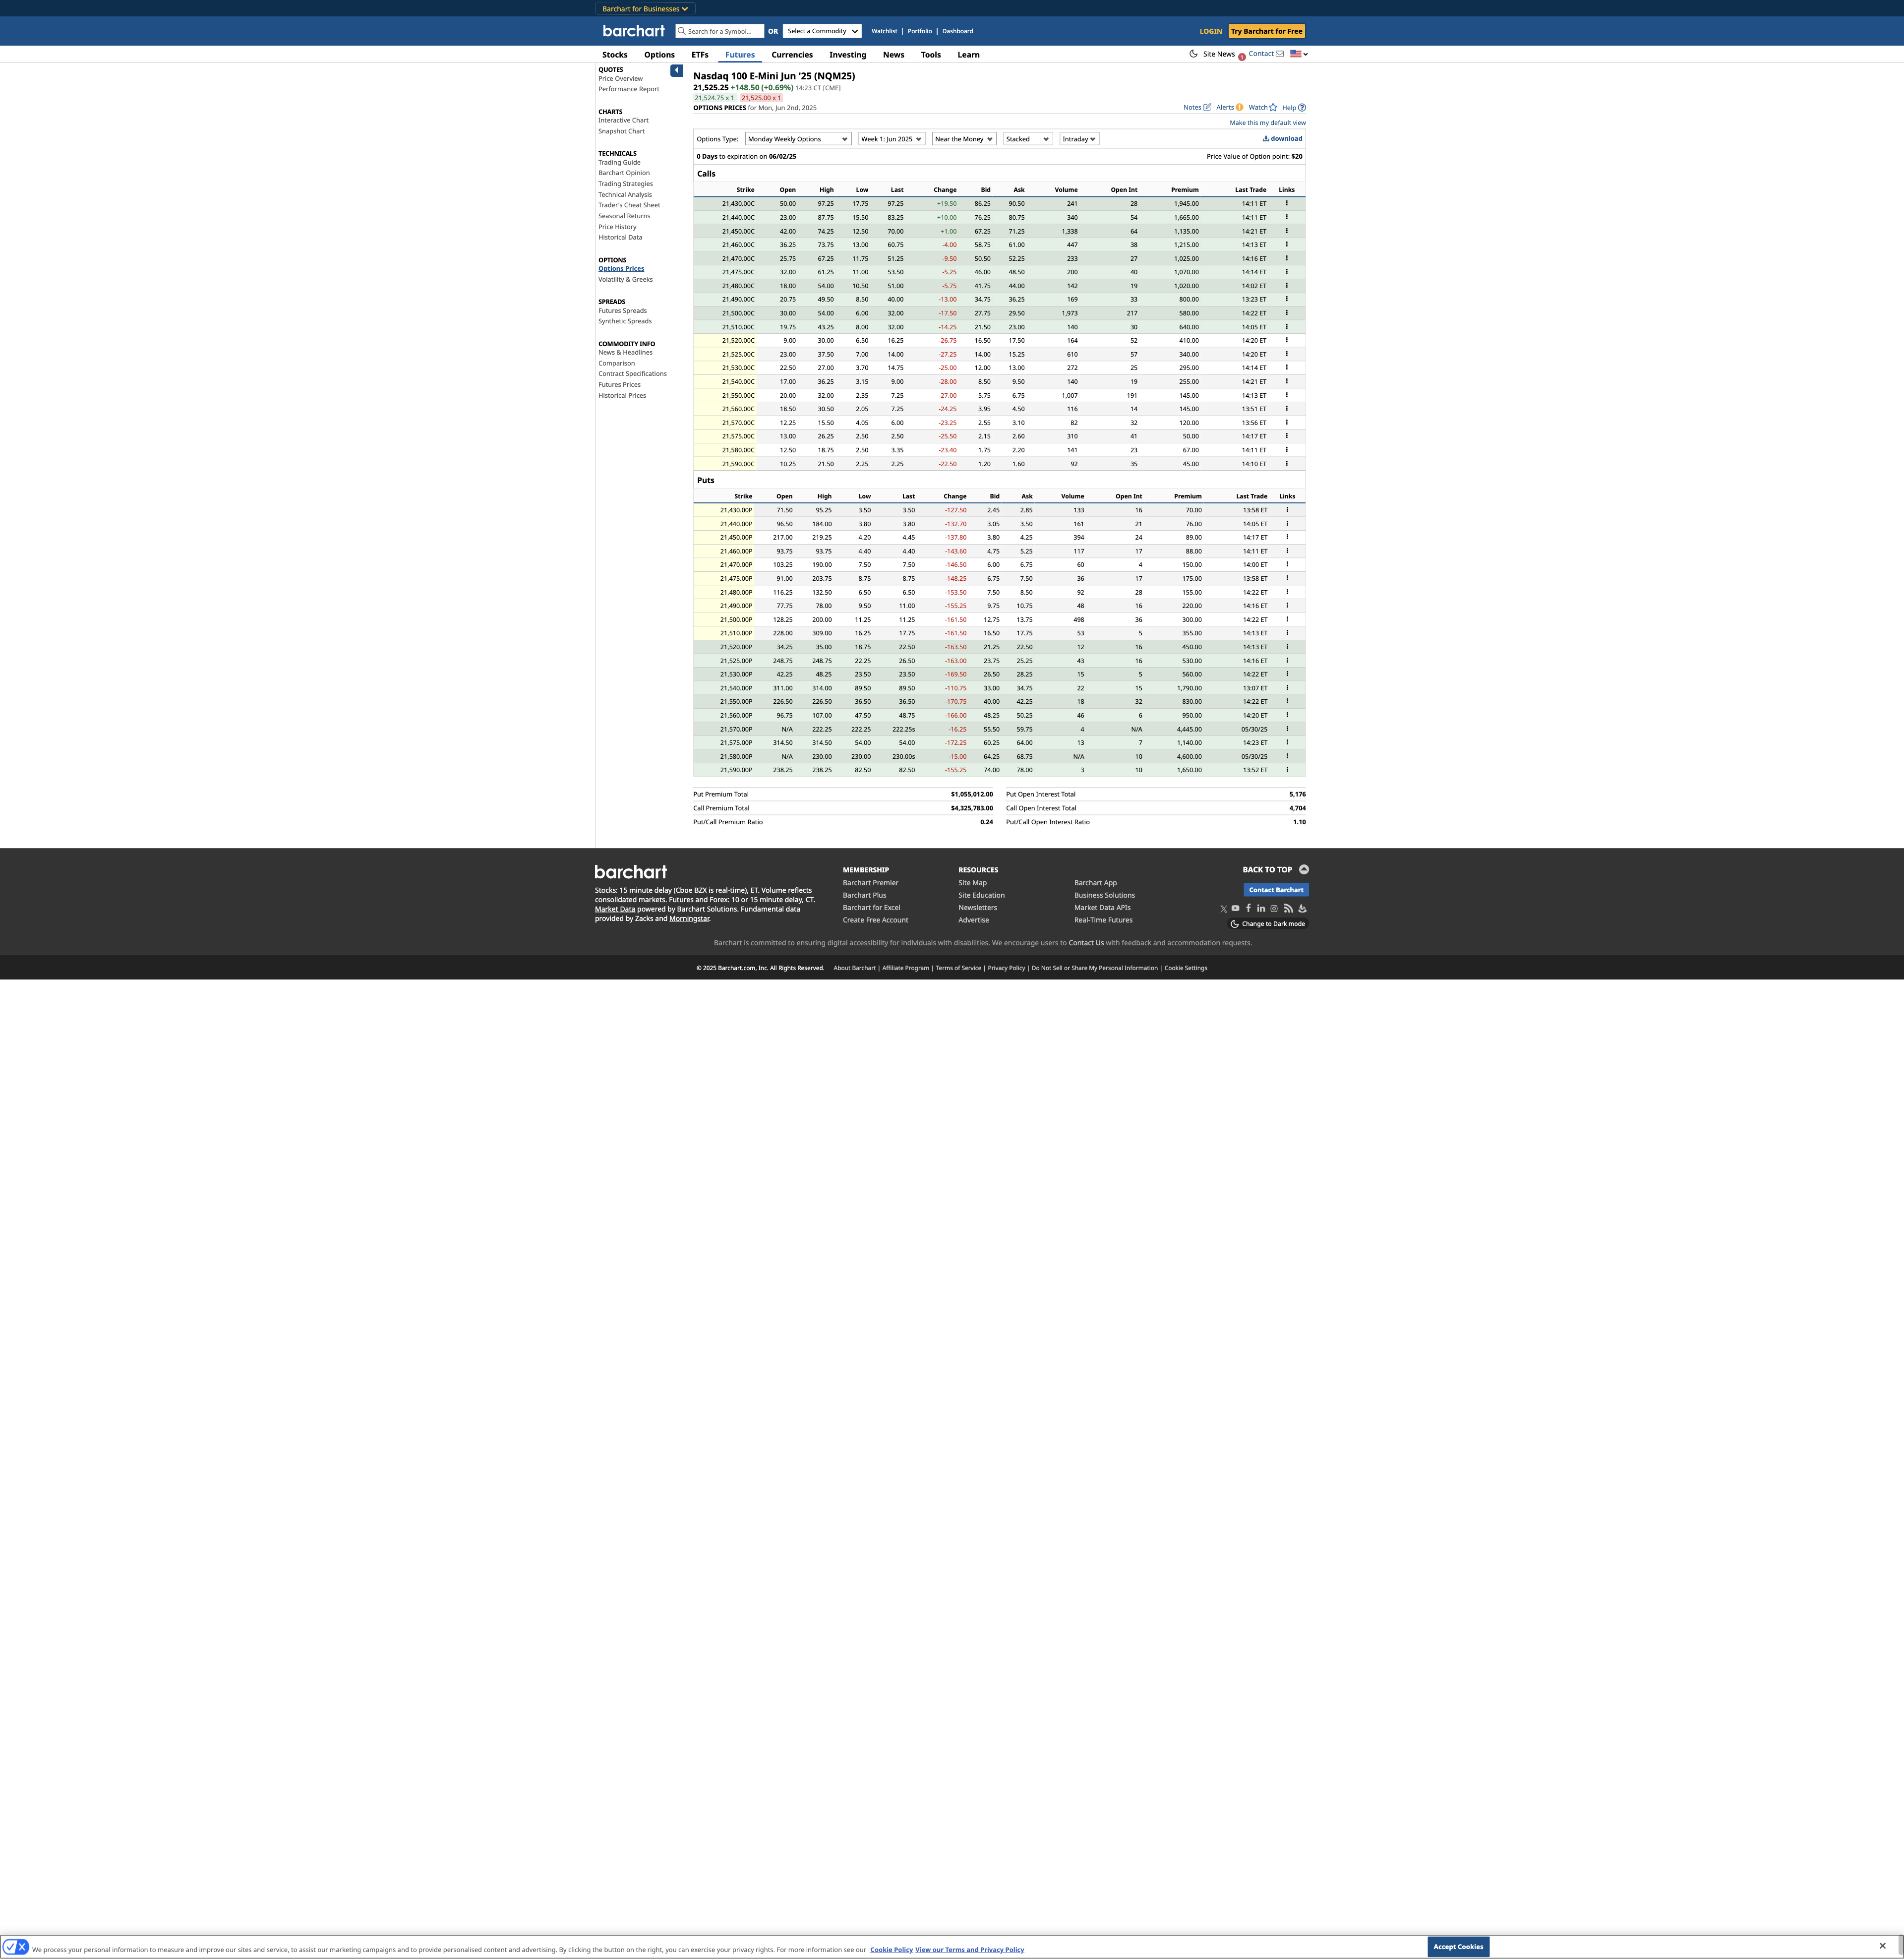 Barchart for Businesses
barchart Search for a Symbol... OR Select a Commodity Watchlist | Portfolio | Dashboard LOGIN Try Barchart for Free
Stocks Options ETFs Futures Currencies Investing News Tools Learn Site News 1 Contact
QUOTES
Price Overview
Performance Report
CHARTS
Interactive Chart
Snapshot Chart
TECHNICALS
Trading Guide
Barchart Opinion
Trading Strategies
Technical Analysis
Trader's Cheat Sheet
Seasonal Returns
Price History
Historical Data
OPTIONS
Options Prices
Volatility & Greeks
SPREADS
Futures Spreads
Synthetic Spreads
COMMODITY INFO
News & Headlines
Comparison
Contract Specifications
Futures Prices
Historical Prices
Nasdaq 100 E-Mini Jun '25 (NQM25)
21,525.25 +148.50 (+0.69%) 14:23 CT [CME]
21,524.75 x 1 21,525.00 x 1
OPTIONS PRICES for Mon, Jun 2nd, 2025 Notes Alerts Watch Help
Make this my default view
Options Type: Monday Weekly Options Week 1: Jun 2025 Near the Money Stacked Intraday download
0 Days to expiration on 06/02/25 Price Value of Option point: $20
Calls
Strike Open High Low Last Change Bid Ask Volume Open Int Premium Last Trade Links
21,430.00C 50.00 97.25 17.75 97.25 +19.50 86.25 90.50 241 28 1,945.00 14:11 ET
21,440.00C 23.00 87.75 15.50 83.25 +10.00 76.25 80.75 340 54 1,665.00 14:11 ET
21,450.00C 42.00 74.25 12.50 70.00 +1.00 67.25 71.25 1,338 64 1,135.00 14:21 ET
21,460.00C 36.25 73.75 13.00 60.75 -4.00 58.75 61.00 447 38 1,215.00 14:13 ET
21,470.00C 25.75 67.25 11.75 51.25 -9.50 50.50 52.25 233 27 1,025.00 14:16 ET
21,475.00C 32.00 61.25 11.00 53.50 -5.25 46.00 48.50 200 40 1,070.00 14:14 ET
21,480.00C 18.00 54.00 10.50 51.00 -5.75 41.75 44.00 142 19 1,020.00 14:02 ET
21,490.00C 20.75 49.50 8.50 40.00 -13.00 34.75 36.25 169 33 800.00 13:23 ET
21,500.00C 30.00 54.00 6.00 32.00 -17.50 27.75 29.50 1,973 217 580.00 14:22 ET
21,510.00C 19.75 43.25 8.00 32.00 -14.25 21.50 23.00 140 30 640.00 14:05 ET
21,520.00C 9.00 30.00 6.50 16.25 -26.75 16.50 17.50 164 52 410.00 14:20 ET
21,525.00C 23.00 37.50 7.00 14.00 -27.25 14.00 15.25 610 57 340.00 14:20 ET
21,530.00C 22.50 27.00 3.70 14.75 -25.00 12.00 13.00 272 25 295.00 14:14 ET
21,540.00C 17.00 36.25 3.15 9.00 -28.00 8.50 9.50 140 19 255.00 14:21 ET
21,550.00C 20.00 32.00 2.35 7.25 -27.00 5.75 6.75 1,007 191 145.00 14:13 ET
21,560.00C 18.50 30.50 2.05 7.25 -24.25 3.95 4.50 116 14 145.00 13:51 ET
21,570.00C 12.25 15.50 4.05 6.00 -23.25 2.55 3.10 82 32 120.00 13:56 ET
21,575.00C 13.00 26.25 2.50 2.50 -25.50 2.15 2.60 310 41 50.00 14:17 ET
21,580.00C 12.50 18.75 2.50 3.35 -23.40 1.75 2.20 141 23 67.00 14:11 ET
21,590.00C 10.25 21.50 2.25 2.25 -22.50 1.20 1.60 92 35 45.00 14:10 ET
Puts
Strike Open High Low Last Change Bid Ask Volume Open Int Premium Last Trade Links
21,430.00P 71.50 95.25 3.50 3.50 -127.50 2.45 2.85 133 16 70.00 13:58 ET
21,440.00P 96.50 184.00 3.80 3.80 -132.70 3.05 3.50 161 21 76.00 14:05 ET
21,450.00P 217.00 219.25 4.20 4.45 -137.80 3.80 4.25 394 24 89.00 14:17 ET
21,460.00P 93.75 93.75 4.40 4.40 -143.60 4.75 5.25 117 17 88.00 14:11 ET
21,470.00P 103.25 190.00 7.50 7.50 -146.50 6.00 6.75 60 4 150.00 14:00 ET
21,475.00P 91.00 203.75 8.75 8.75 -148.25 6.75 7.50 36 17 175.00 13:58 ET
21,480.00P 116.25 132.50 6.50 6.50 -153.50 7.50 8.50 92 28 155.00 14:22 ET
21,490.00P 77.75 78.00 9.50 11.00 -155.25 9.75 10.75 48 16 220.00 14:16 ET
21,500.00P 128.25 200.00 11.25 11.25 -161.50 12.75 13.75 498 36 300.00 14:22 ET
21,510.00P 228.00 309.00 16.25 17.75 -161.50 16.50 17.75 53 5 355.00 14:13 ET
21,520.00P 34.25 35.00 18.75 22.50 -163.50 21.25 22.50 12 16 450.00 14:13 ET
21,525.00P 248.75 248.75 22.25 26.50 -163.00 23.75 25.25 43 16 530.00 14:16 ET
21,530.00P 42.25 48.25 23.50 23.50 -169.50 26.50 28.25 15 5 560.00 14:22 ET
21,540.00P 311.00 314.00 89.50 89.50 -110.75 33.00 34.75 22 15 1,790.00 13:07 ET
21,550.00P 226.50 226.50 36.50 36.50 -170.75 40.00 42.25 18 32 830.00 14:22 ET
21,560.00P 96.75 107.00 47.50 48.75 -166.00 48.25 50.25 46 6 950.00 14:20 ET
21,570.00P N/A 222.25 222.25 222.25s -16.25 55.50 59.75 4 N/A 4,445.00 05/30/25
21,575.00P 314.50 314.50 54.00 54.00 -172.25 60.25 64.00 13 7 1,140.00 14:23 ET
21,580.00P N/A 230.00 230.00 230.00s -15.00 64.25 68.75 N/A 10 4,600.00 05/30/25
21,590.00P 238.25 238.25 82.50 82.50 -155.25 74.00 78.00 3 10 1,650.00 13:52 ET
Put Premium Total $1,055,012.00 Put Open Interest Total 5,176
Call Premium Total $4,325,783.00 Call Open Interest Total 4,704
Put/Call Premium Ratio 0.24 Put/Call Open Interest Ratio 1.10
barchart
Stocks: 15 minute delay (Cboe BZX is real-time), ET. Volume reflects
consolidated markets. Futures and Forex: 10 or 15 minute delay, CT.
Market Data powered by Barchart Solutions. Fundamental data
provided by Zacks and Morningstar.
MEMBERSHIP
Barchart Premier
Barchart Plus
Barchart for Excel
Create Free Account
RESOURCES
Site Map
Site Education
Newsletters
Advertise
Barchart App
Business Solutions
Market Data APIs
Real-Time Futures
BACK TO TOP
Contact Barchart
Change to Dark mode
Barchart is committed to ensuring digital accessibility for individuals with disabilities. We encourage users to Contact Us with feedback and accommodation requests.
© 2025 Barchart.com, Inc. All Rights Reserved. About Barchart | Affiliate Program | Terms of Service | Privacy Policy | Do Not Sell or Share My Personal Information | Cookie Settings
We process your personal information to measure and improve our sites and service, to assist our marketing campaigns and to provide personalised content and advertising. By clicking the button on the right, you can exercise your privacy rights. For more information see our Cookie Policy View our Terms and Privacy Policy Accept Cookies